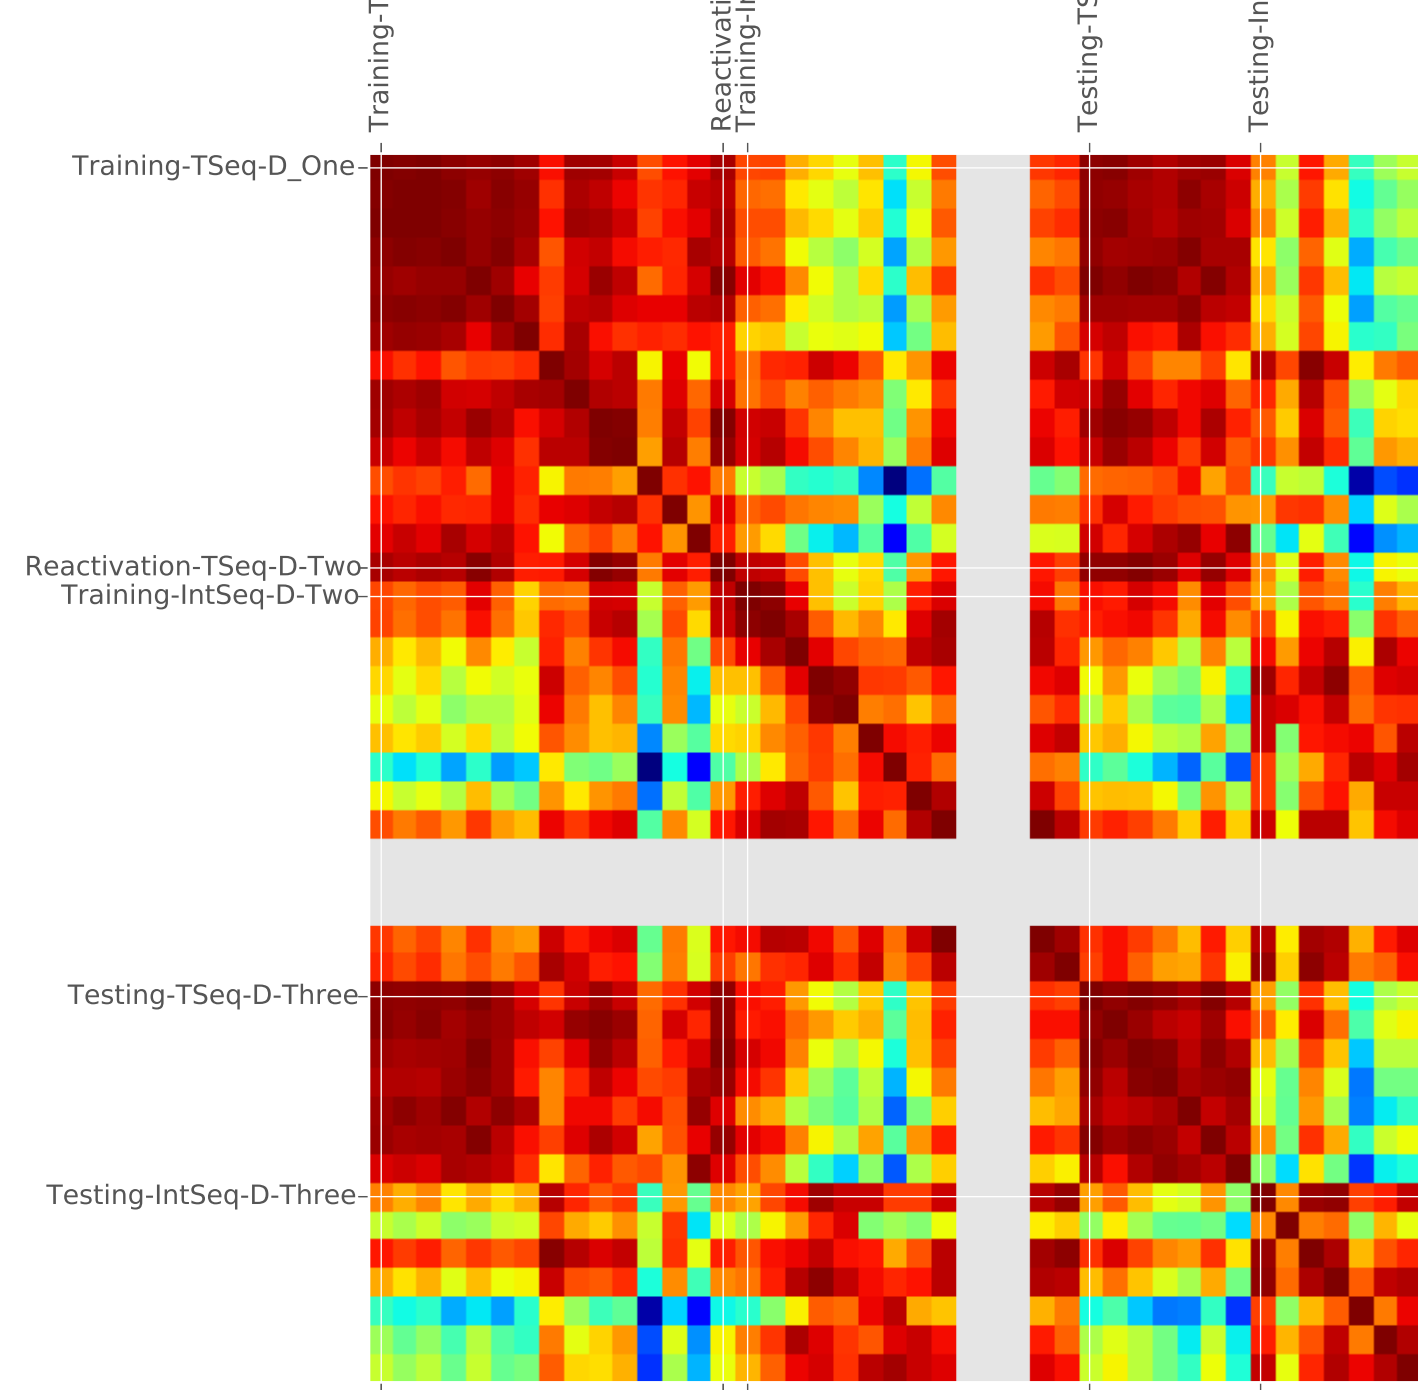 Training-T
Reactivati
Training-In
Testing-TS
Testing-In
Training-TSeq-D_One
Reactivation-TSeq-D-Two
Training-IntSeq-D-Two
Testing-TSeq-D-Three
Testing-IntSeq-D-Three